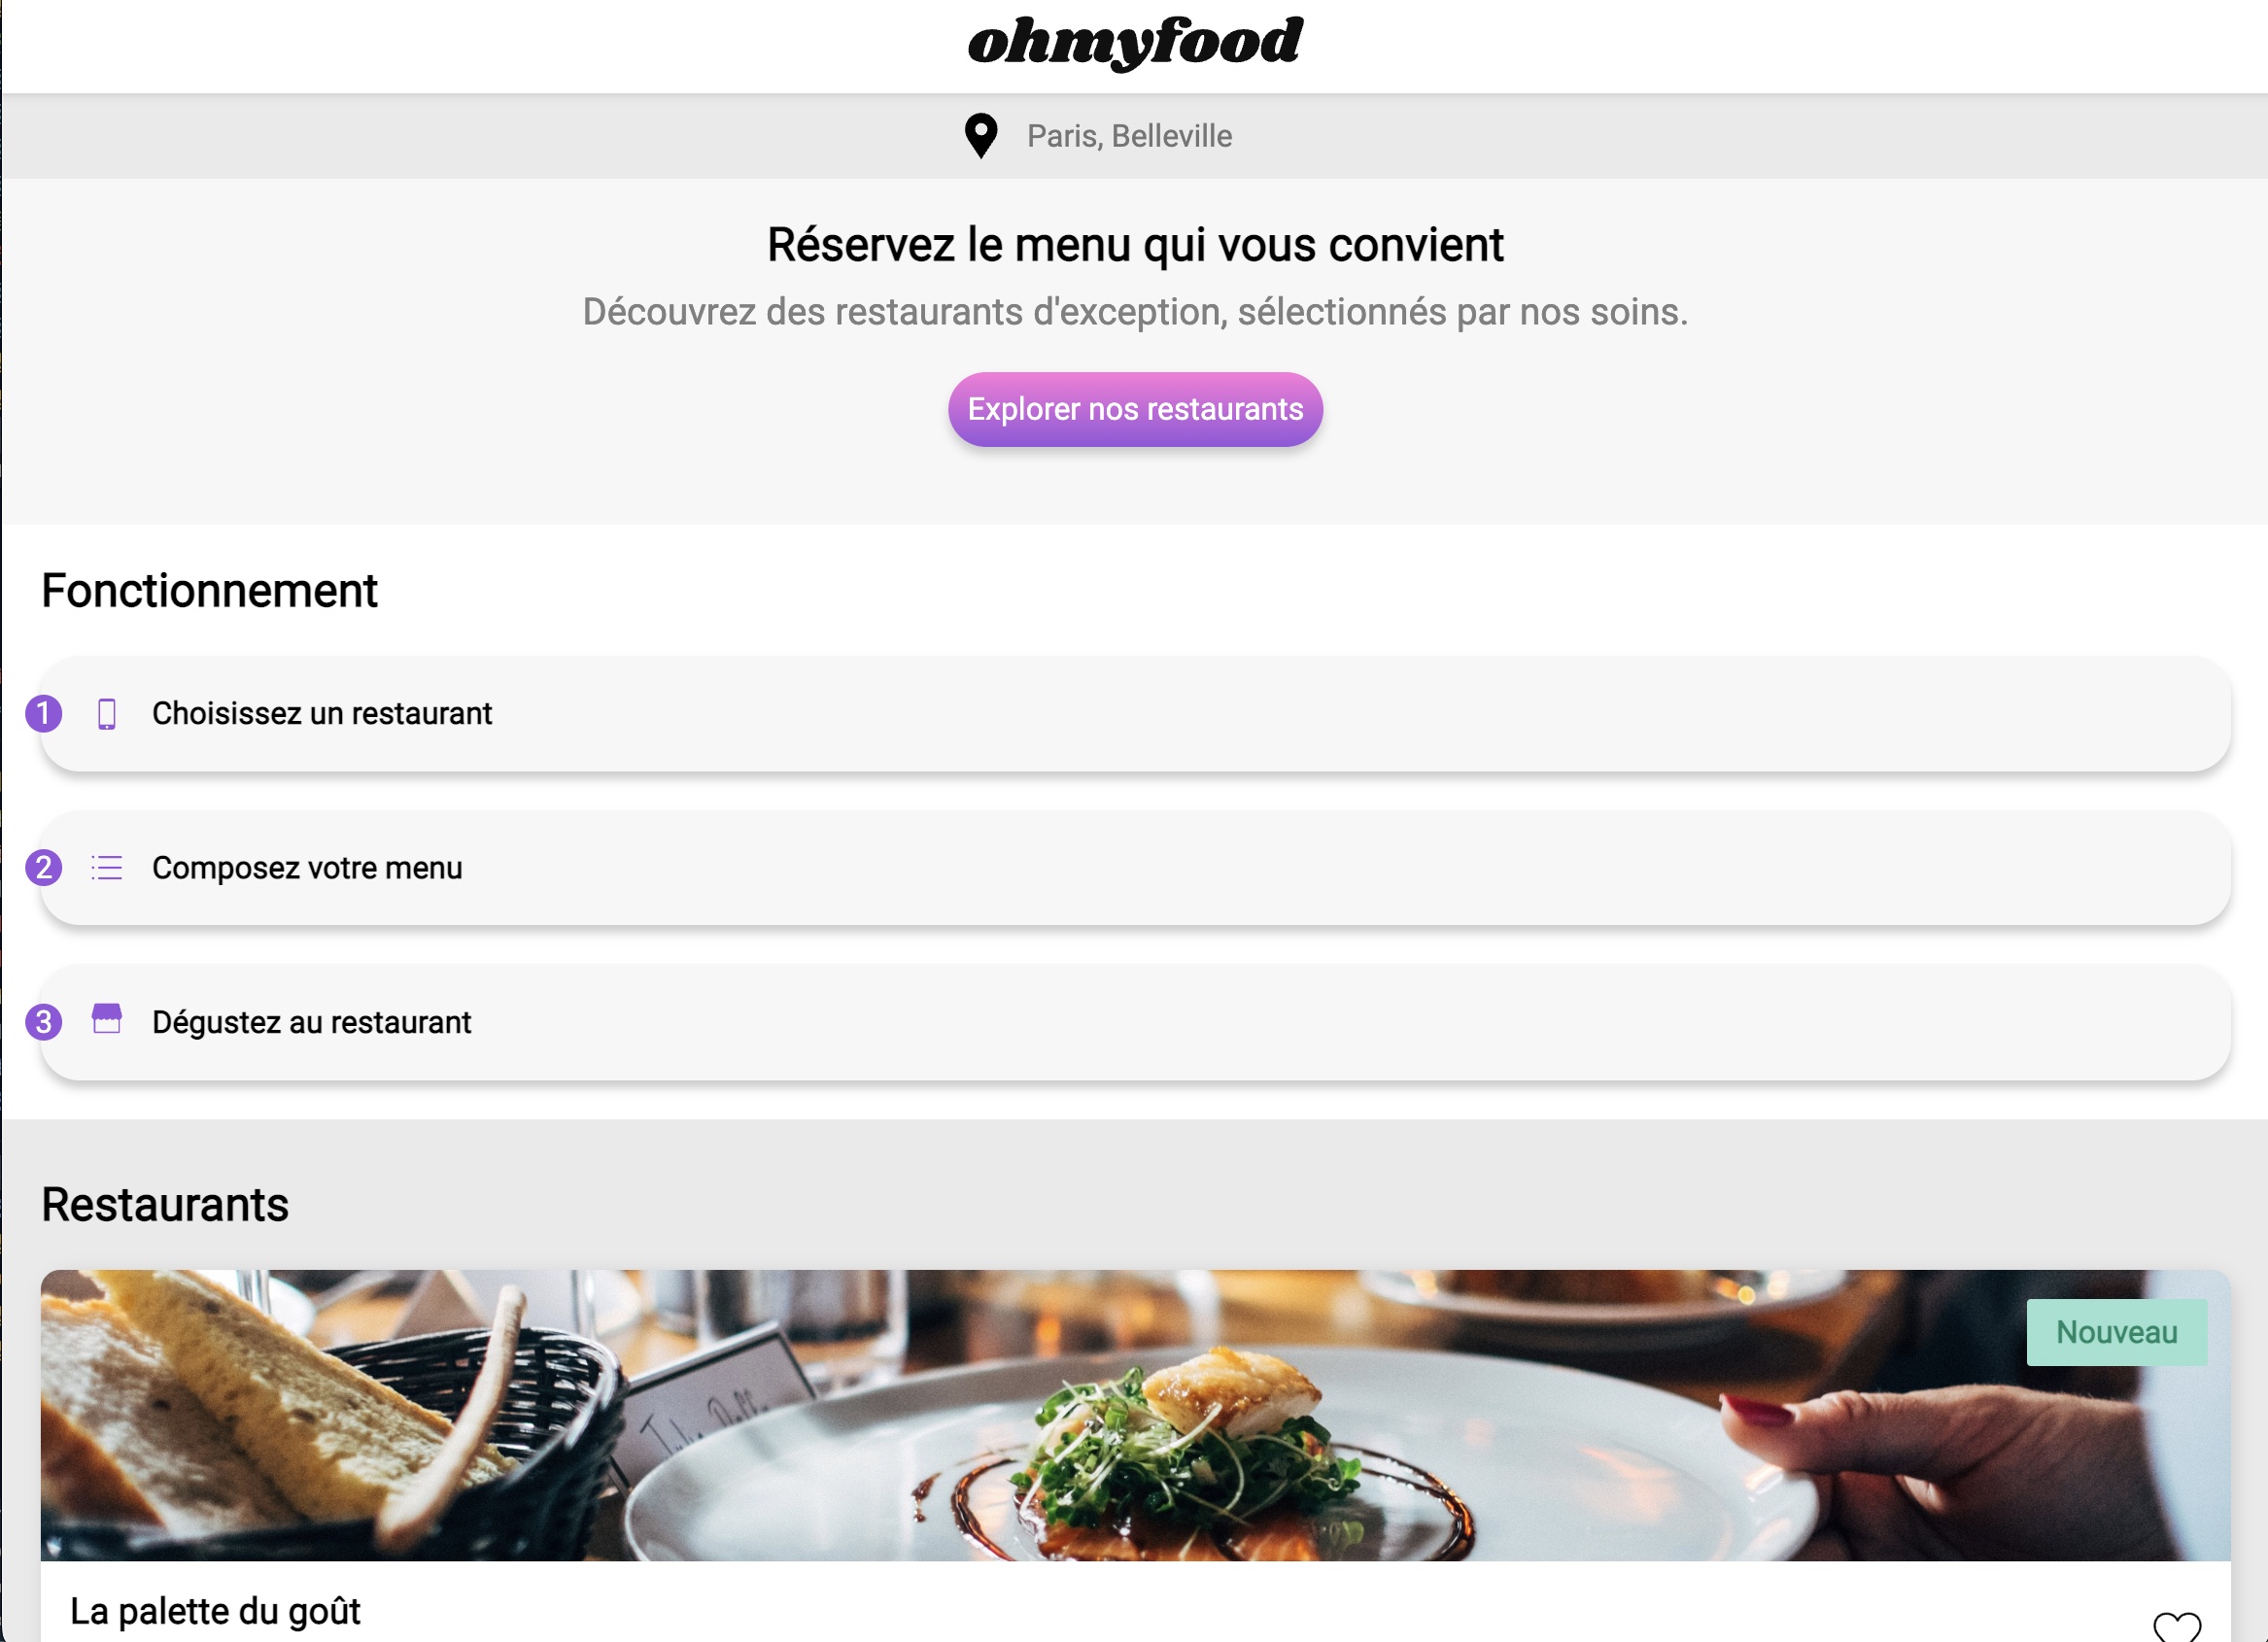 ohmyfood
Paris, Belleville
Réservez le menu qui vous convient
Découvrez des restaurants d'exception, sélectionnés par nos soins.
Explorer nos restaurants
Fonctionnement
1 Choisissez un restaurant
2 Composez votre menu
3 Dégustez au restaurant
Restaurants
Nouveau
La palette du goût